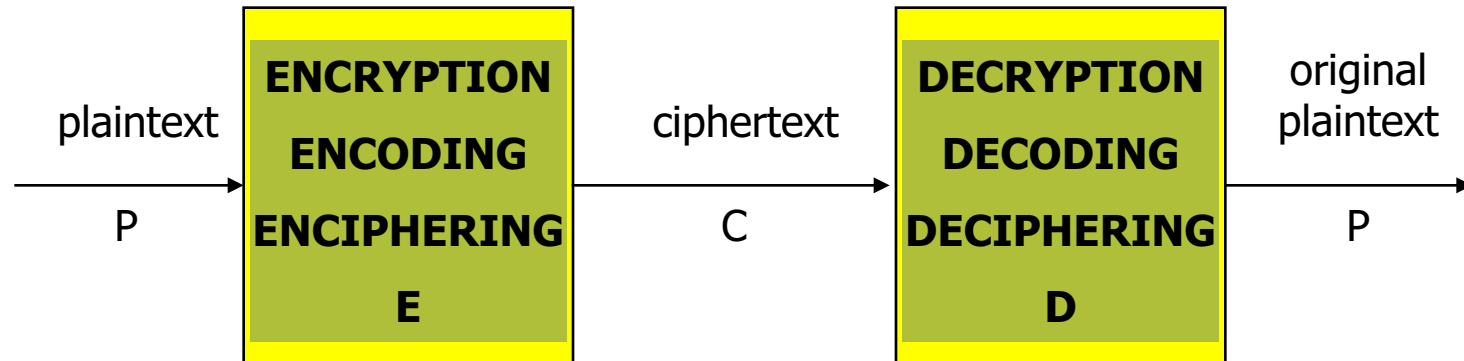 plaintext
P
ENCRYPTION
ENCODING
ENCIPHERING
E
ciphertext
C
DECRYPTION
DECODING
DECIPHERING
D
original
plaintext
P